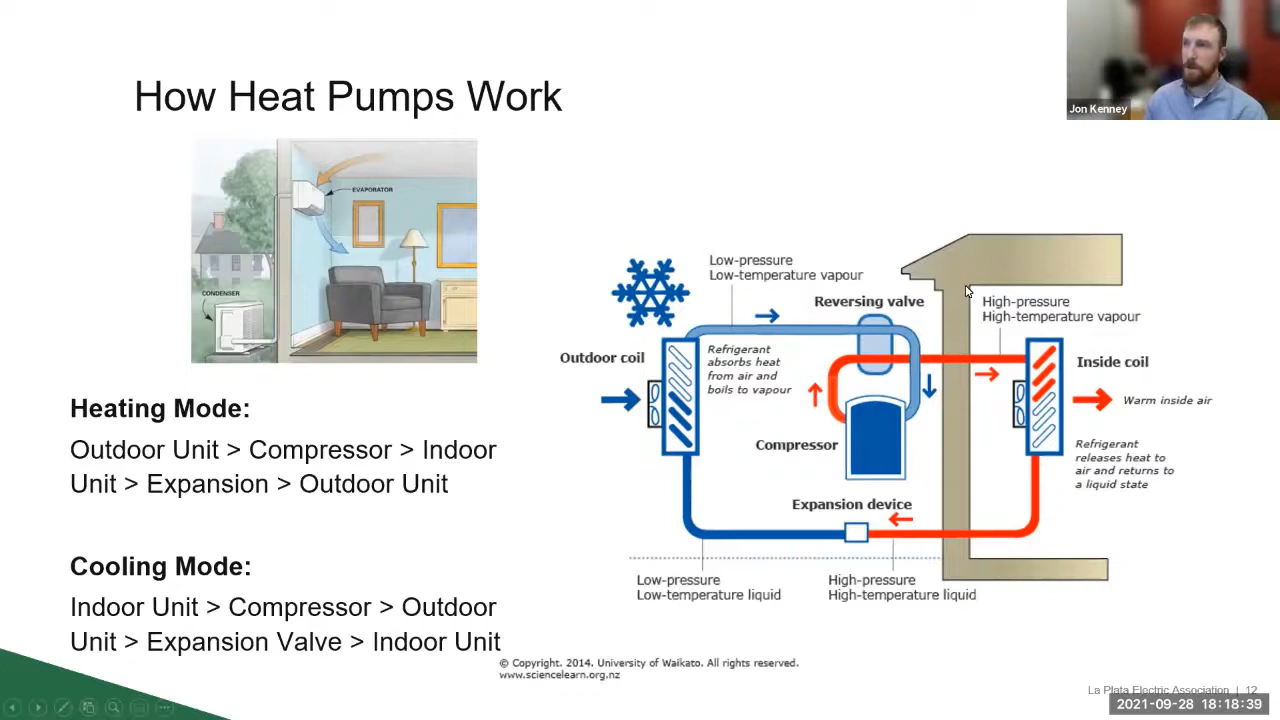 Jon Kenney
How Heat Pumps Work
EVAPORATOR
CONDENSER
Heating Mode:
Outdoor Unit > Compressor > Indoor
Unit > Expansion > Outdoor Unit
Cooling Mode:
Indoor Unit > Compressor > Outdoor
Unit > Expansion Valve > Indoor Unit
Low-pressure
Low-temperature vapour
Reversing valve
High-pressure
High-temperature vapour
Outdoor coil
Refrigerant
absorbs heat
from air and
boils to vapour
Inside coil
Warm inside air
Compressor
Refrigerant
releases heat to
air and returns to
a liquid state
Expansion device
Low-pressure
Low-temperature liquid
High-pressure
High-temperature liquid
© Copyright. 2014. University of Waikato. All rights reserved.
www.sciencelearn.org.nz
La Plata Electric Association | 12
2021-09-28 18:18:39